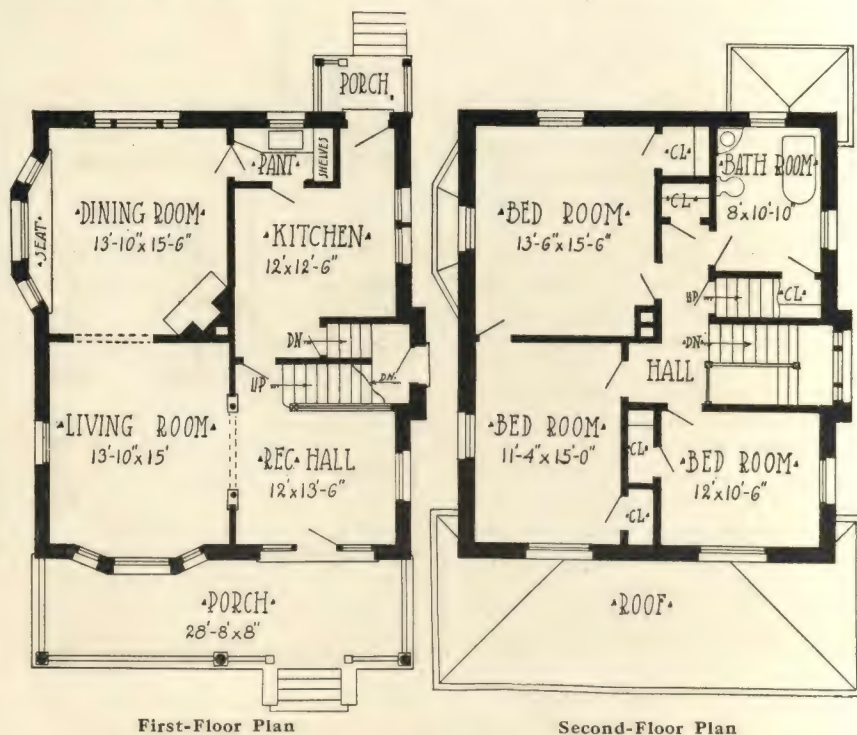 PORCH.
PANT.
SHELVES
DINING ROOM
13'-10" x 15'-6"
SEAT
KITCHEN
12' x 12'-6"
DN
UP
DN.
LIVING ROOM
13'-10" x 15'
REC. HALL
12' x 13'-6"
PORCH
28'-8' x 8"
First-Floor Plan
CL
BATH ROOM
8' x 10'-10"
CL
BED ROOM
13'-6" x 15'-6"
UP
CL
DN.
HALL
BED ROOM
11'-4" x 15'-0"
CL
BED ROOM
12' x 10'-6"
CL
ROOF
Second-Floor Plan